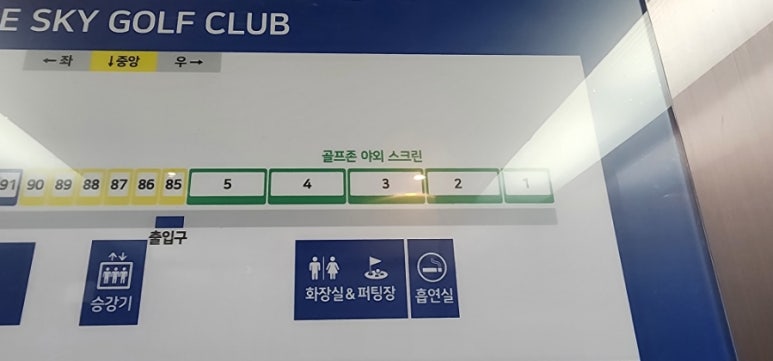 E SKY GOLF CLUB
←좌 ↓중앙 우→
골프존 야외 스크린
91 90 89 88 87 86 85 5 4 3 2 1
출입구
승강기 화장실&퍼팅장 흡연실